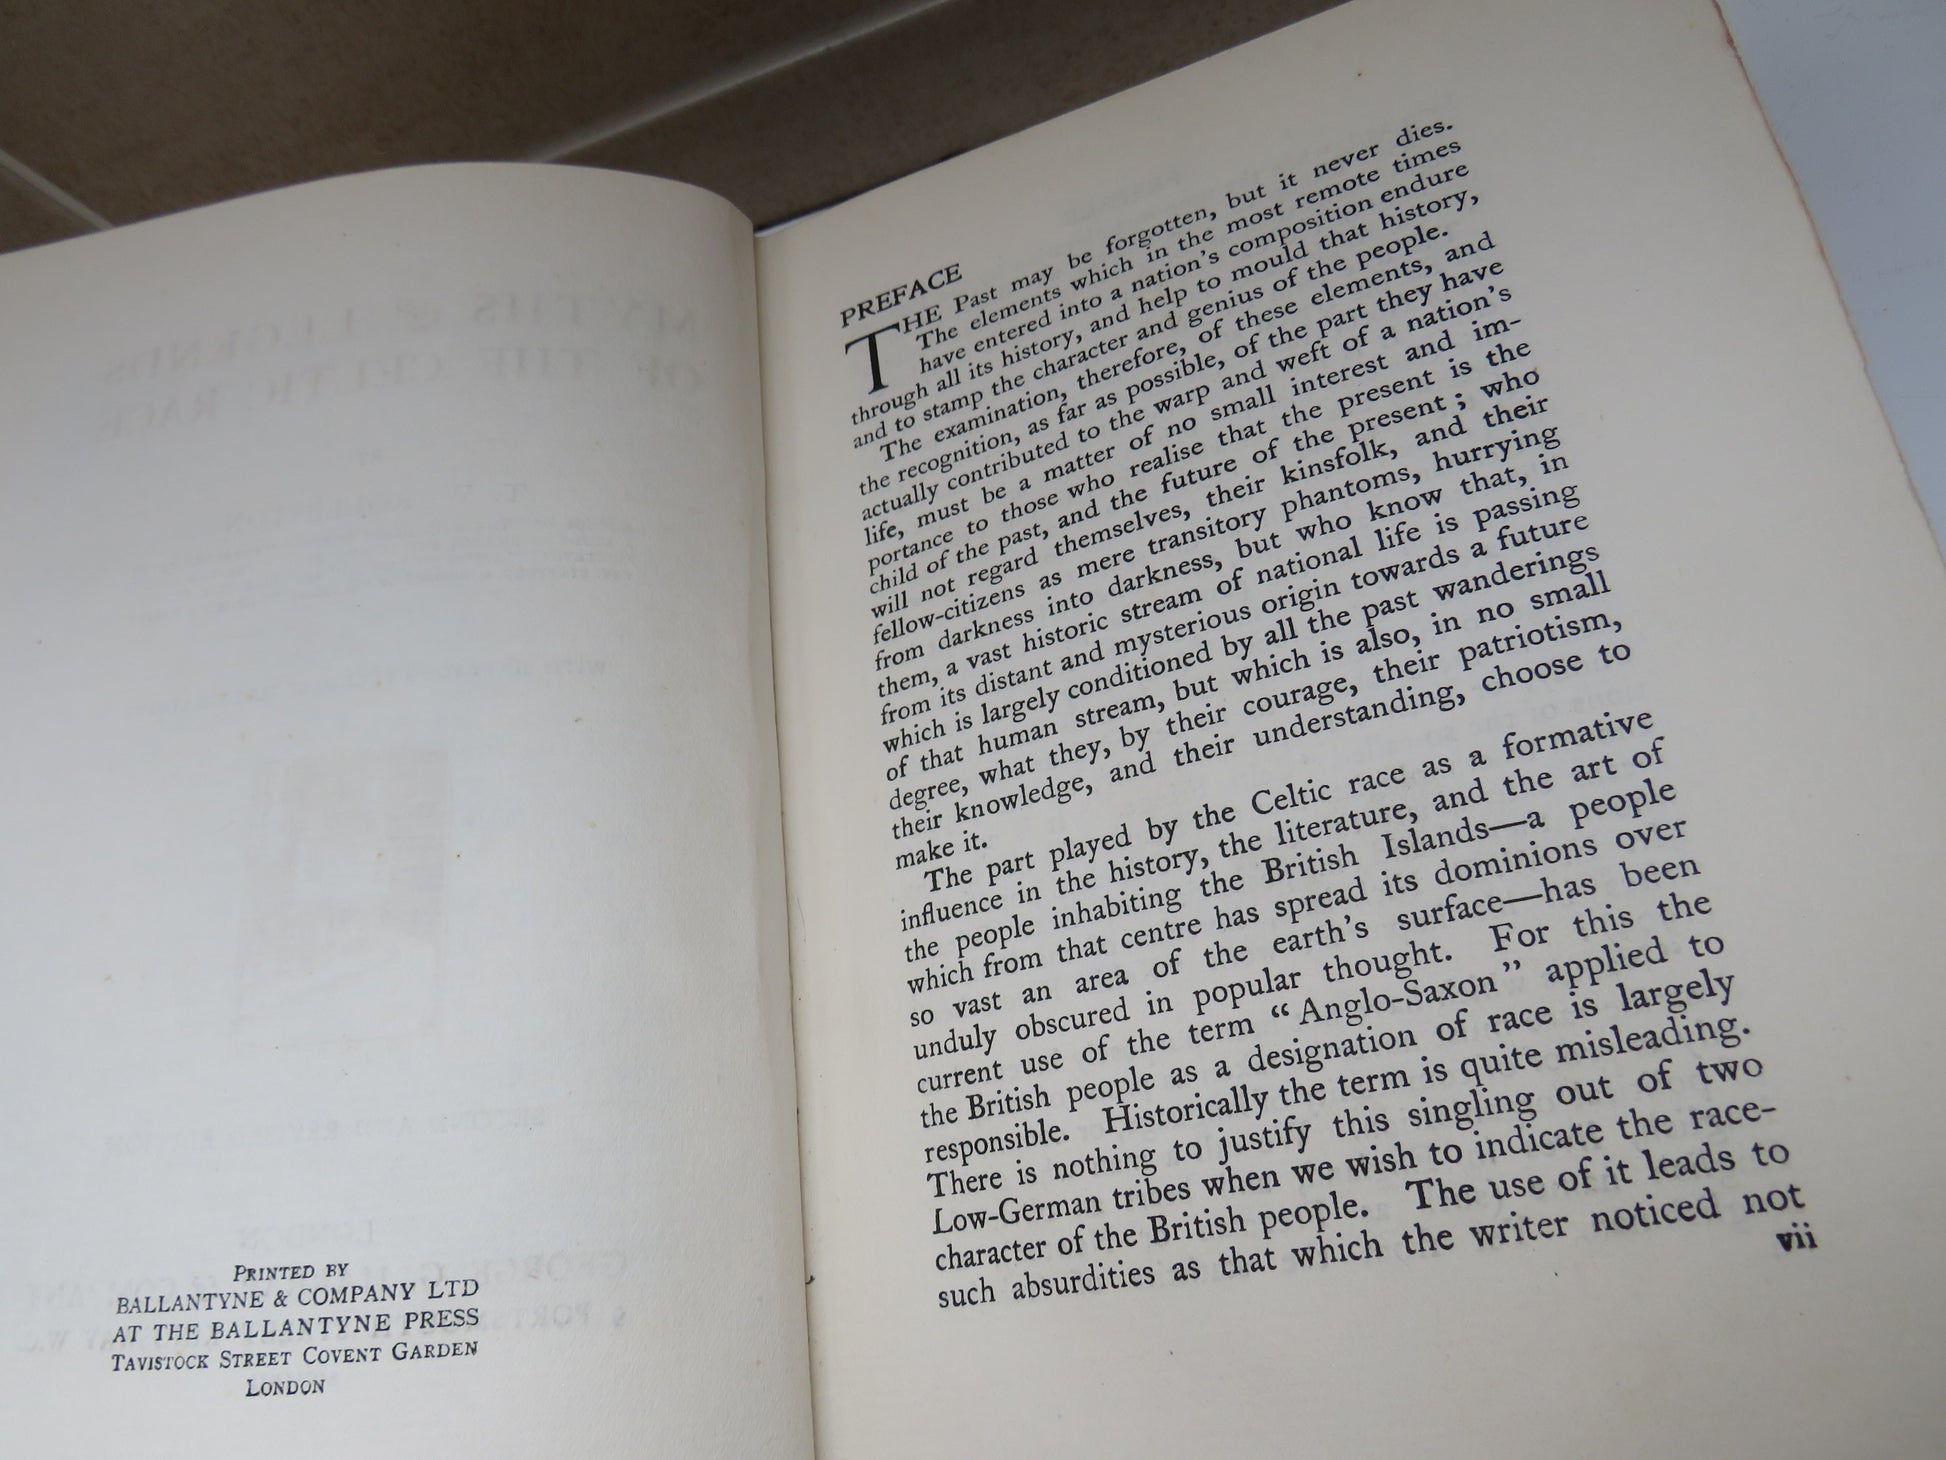 PRINTED BY
BALLANTYNE & COMPANY LTD
AT THE BALLANTYNE PRESS
TAVISTOCK STREET COVENT GARDEN
LONDON
PREFACE
THE Past may be forgotten, but it never dies.
The elements which in the most remote times
have entered into a nation's composition endure
through all its history, and help to mould that history,
and to stamp the character and genius of the people.
The examination, therefore, of these elements, and
the recognition, as far as possible, of the part they have
actually contributed to the warp and weft of a nation's
life, must be a matter of no small interest and im-
portance to those who realise that the present is the
child of the past, and the future of the present; who
will not regard themselves, their kinsfolk, and their
fellow-citizens as mere transitory phantoms, hurrying
from darkness into darkness, but who know that, in
them, a vast historic stream of national life is passing
from its distant and mysterious origin towards a future
which is largely conditioned by all the past wanderings
of that human stream, but which is also, in no small
degree, what they, by their courage, their patriotism,
their knowledge, and their understanding, choose to
make it.
The part played by the Celtic race as a formative
influence in the history, the literature, and the art of
the people inhabiting the British Islands—a people
which from that centre has spread its dominions over
so vast an area of the earth's surface—has been
unduly obscured in popular thought. For this the
current use of the term "Anglo-Saxon" applied to
the British people as a designation of race is largely
responsible. Historically the term is quite misleading.
There is nothing to justify this singling out of two
Low-German tribes when we wish to indicate the race-
character of the British people. The use of it leads to
such absurdities as that which the writer noticed not
vii